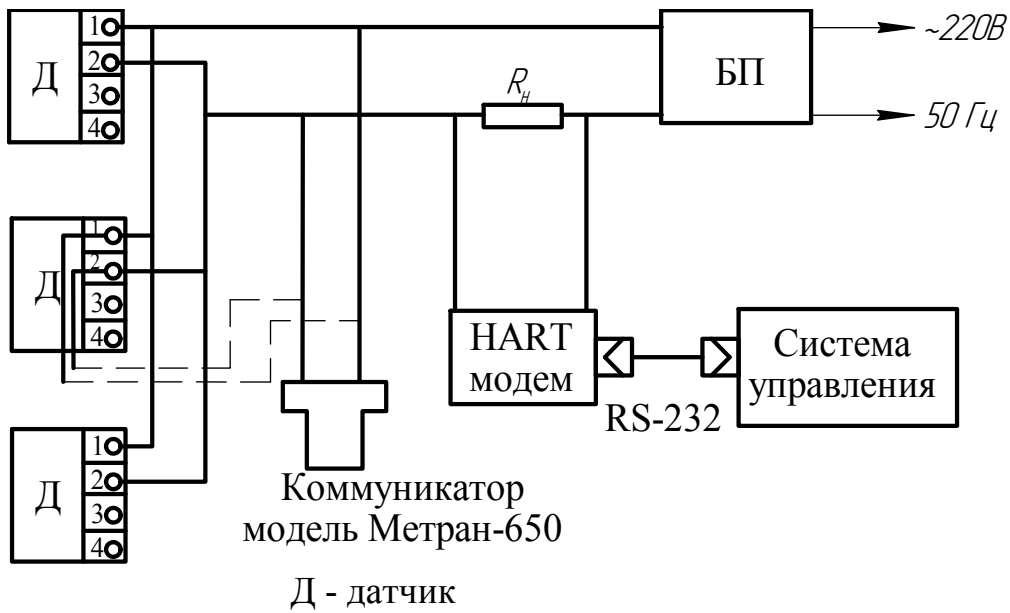 Д
1
2
3
4
Rн
БП
~220В
50 Гц
Д
1
2
3
4
HART
модем
RS-232
Система
управления
Д
1
2
3
4
Коммуникатор
модель Метран-650
Д - датчик